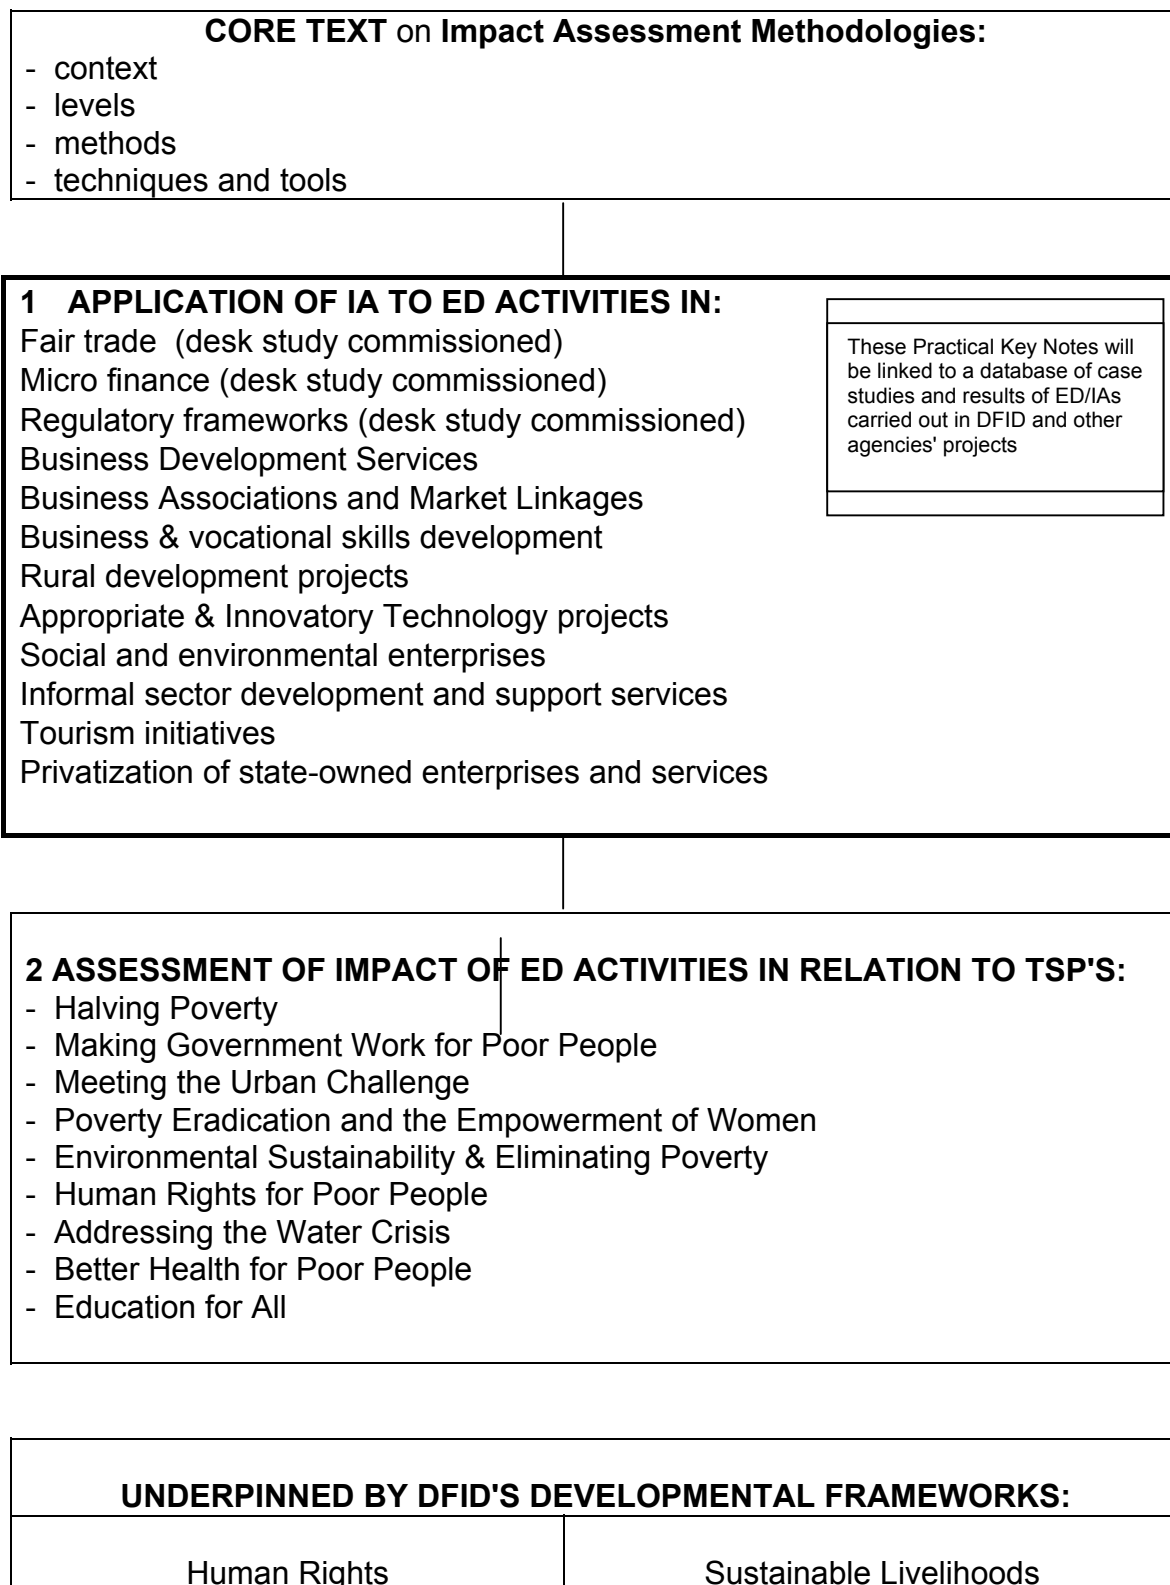 CORE TEXT on Impact Assessment Methodologies:
- context
- levels
- methods
- techniques and tools
1 APPLICATION OF IA TO ED ACTIVITIES IN:
Fair trade (desk study commissioned)
Micro finance (desk study commissioned)
Regulatory frameworks (desk study commissioned)
Business Development Services
Business Associations and Market Linkages
Business & vocational skills development
Rural development projects
Appropriate & Innovatory Technology projects
Social and environmental enterprises
Informal sector development and support services
Tourism initiatives
Privatization of state-owned enterprises and services
These Practical Key Notes will
be linked to a database of case
studies and results of ED/IAs
carried out in DFID and other
agencies' projects
2 ASSESSMENT OF IMPACT OF ED ACTIVITIES IN RELATION TO TSP'S:
- Halving Poverty
- Making Government Work for Poor People
- Meeting the Urban Challenge
- Poverty Eradication and the Empowerment of Women
- Environmental Sustainability & Eliminating Poverty
- Human Rights for Poor People
- Addressing the Water Crisis
- Better Health for Poor People
- Education for All
UNDERPINNED BY DFID'S DEVELOPMENTAL FRAMEWORKS:
Human Rights
Sustainable Livelihoods